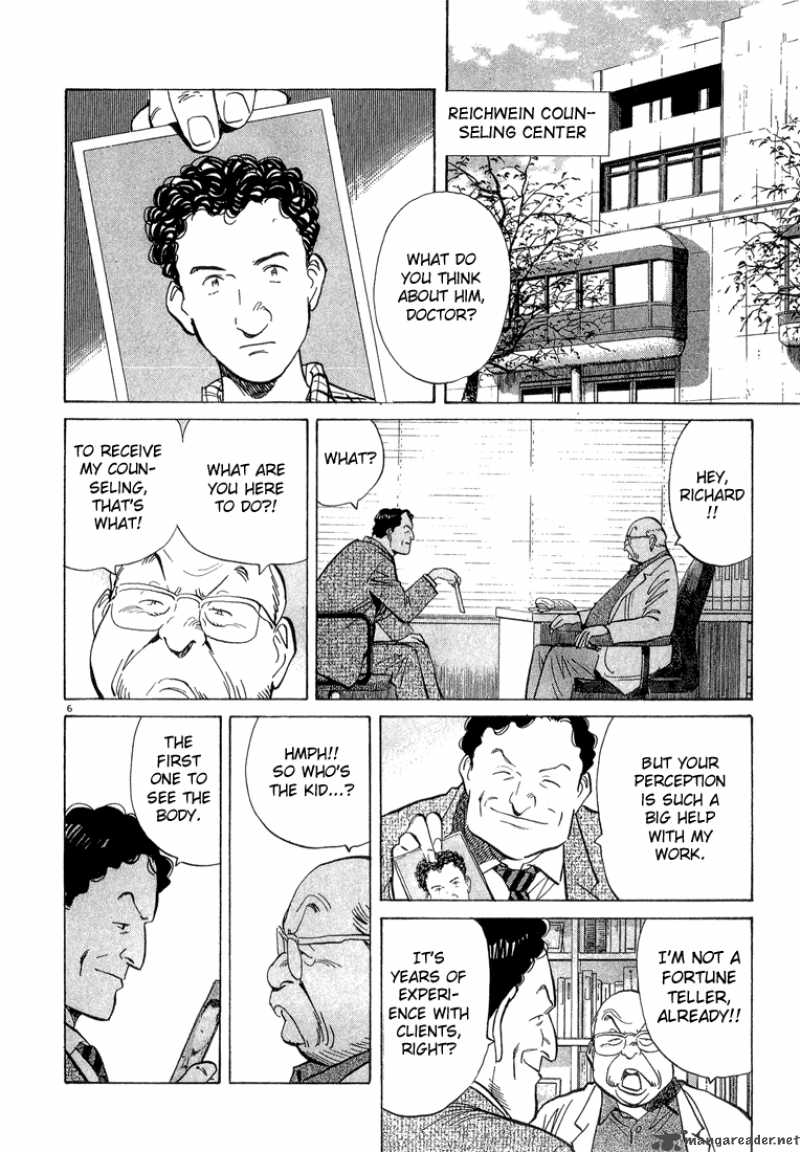 REICHWEIN COUN-
SELING CENTER
WHAT DO
YOU THINK
ABOUT HIM,
DOCTOR?
HEY,
RICHARD
!!
WHAT?
WHAT ARE
YOU HERE
TO DO?!
TO RECEIVE
MY COUN-
SELING,
THAT'S
WHAT!
6
BUT YOUR
PERCEPTION
IS SUCH A
BIG HELP
WITH MY
WORK.
I'M NOT A
FORTUNE
TELLER,
ALREADY!!
IT'S
YEARS OF
EXPERI-
ENCE WITH
CLIENTS,
RIGHT?
HMPH!!
SO WHO'S
THE KID...?
THE
FIRST
ONE TO
SEE THE
BODY.
mangareader.net